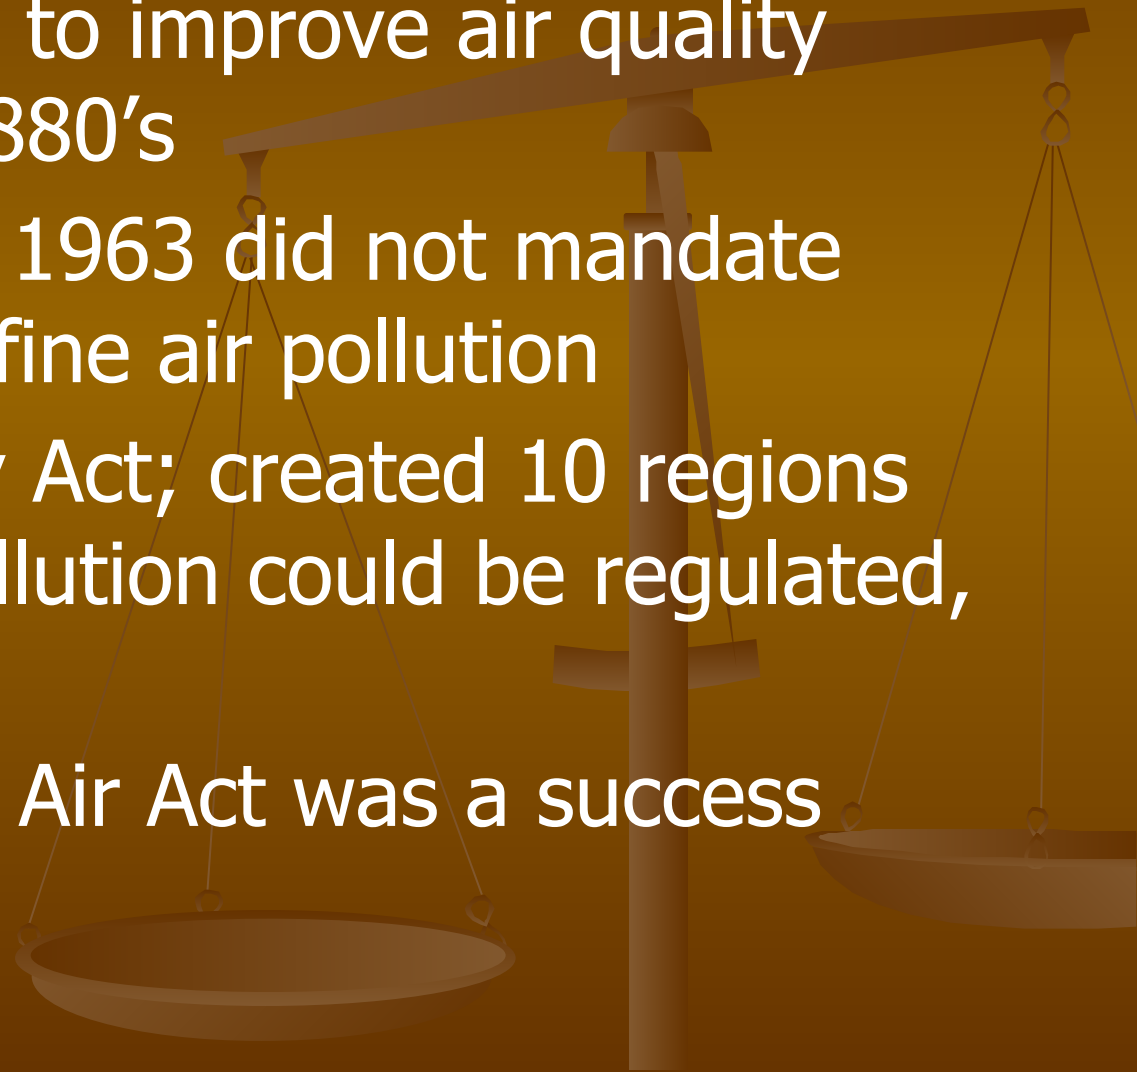 to improve air quality
880’s
1963 did not mandate
fine air pollution
Act; created 10 regions
llution could be regulated,
Air Act was a success